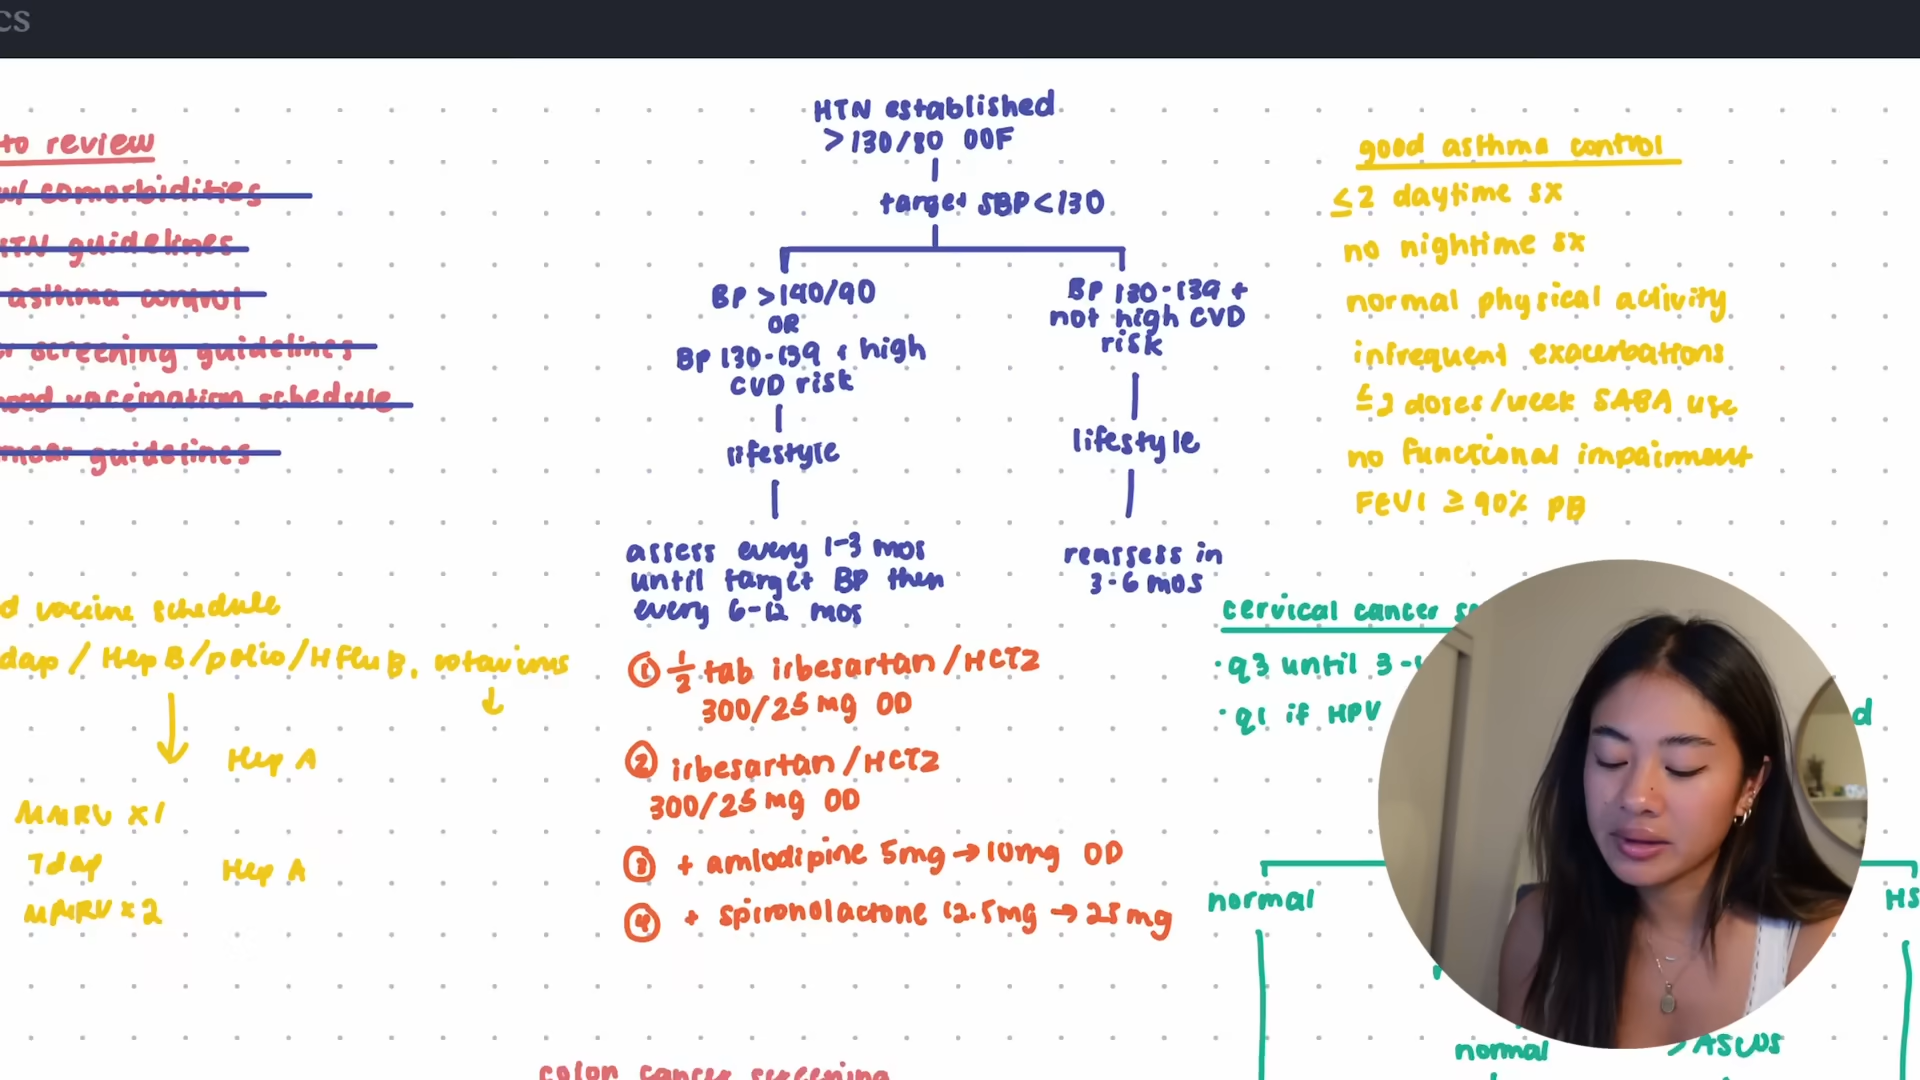 cs
to review
w/ comorbidities
HTN guidelines
asthma control
screening guidelines
vaccination schedule
smear guidelines
HTN established
>130/80 OOF
target SBP<130
BP >140/90
OR
BP 130-139 + high
CVD risk
lifestyle
assess every 1-3 mos
until target BP then
every 6-12 mos
BP 130-139 +
not high CVD
risk
lifestyle
reassess in
3-6 mos
① ½ tab irbesartan/HCTZ
300/25 mg OD
② irbesartan/HCTZ
300/25 mg OD
③ + amlodipine 5mg→10mg OD
④ + spironolactone 12.5mg → 25mg
good asthma control
≤2 daytime sx
no nightime sx
normal physical activity
infrequent exacerbations
≤2 doses/week SABA use
no functional impairment
FEV1 ≥ 90% PB
d vaccine schedule
dap / Hep B/polio/HFluB, rotavirus
Hep A
MMRV x1
Tdap
Hep A
MMRV x2
cervical cancer s
·q3 until 3-
·q1 if HPV
d
normal
HS
normal
>ASCUS
colon cancer screening